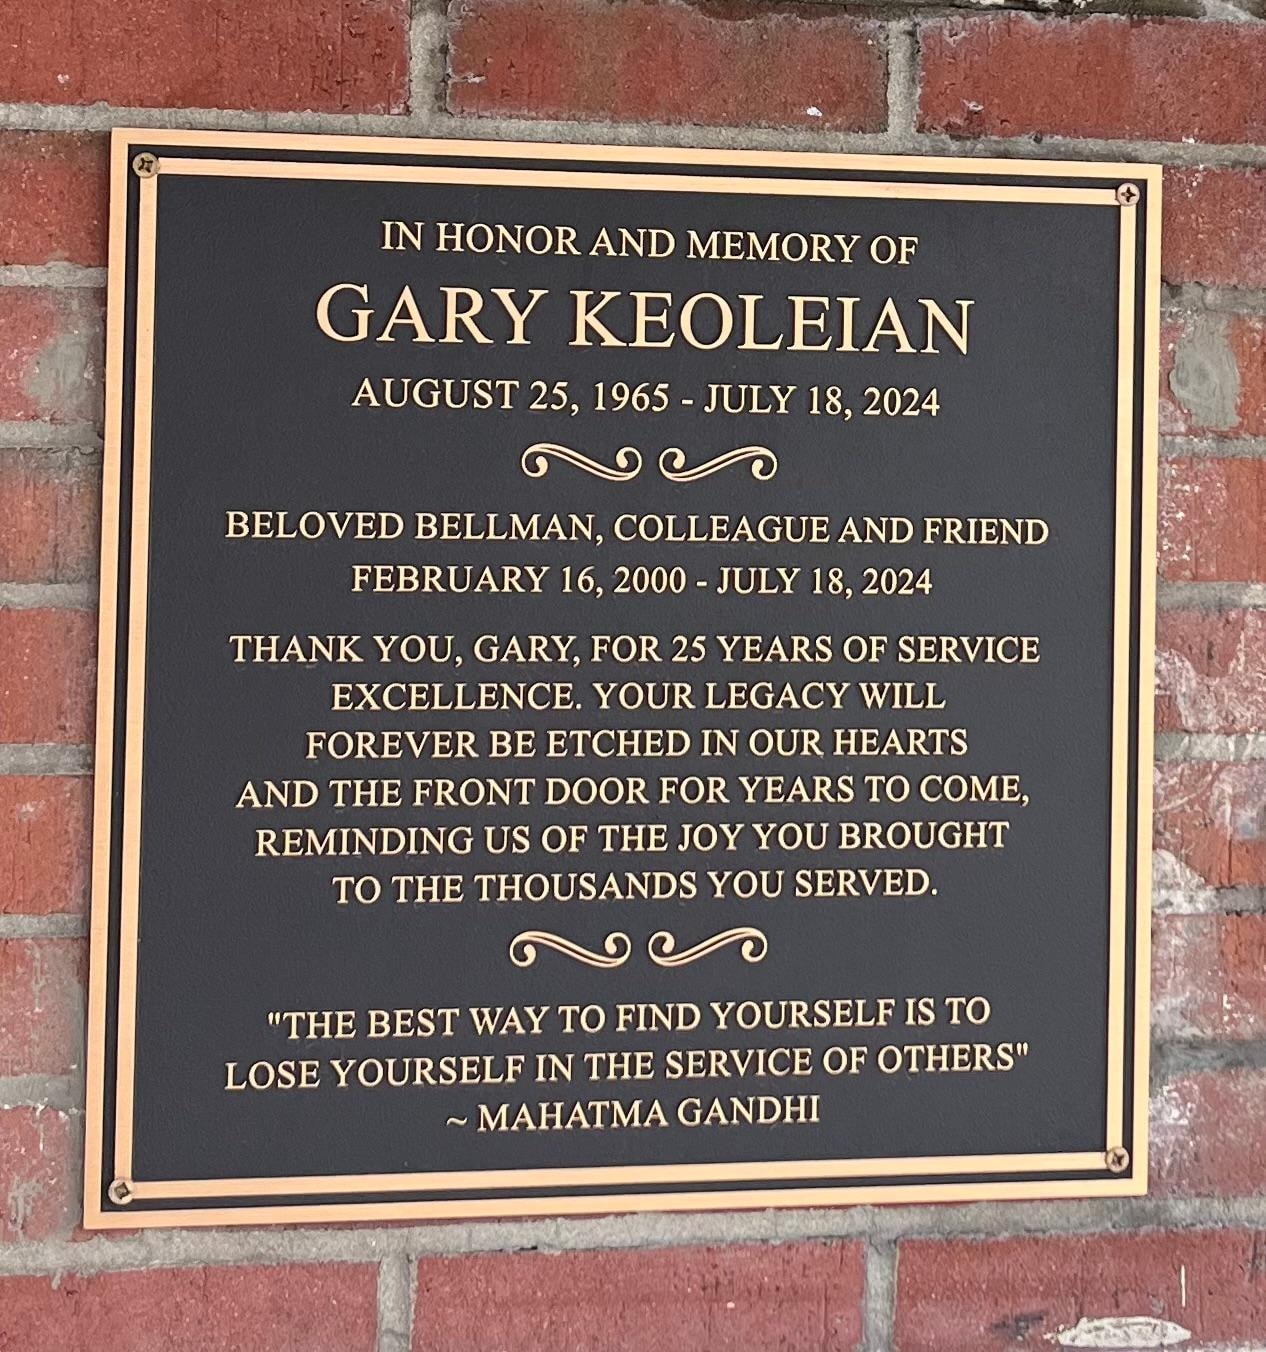 IN HONOR AND MEMORY OF
GARY KEOLEIAN
AUGUST 25, 1965 - JULY 18, 2024
BELOVED BELLMAN, COLLEAGUE AND FRIEND
FEBRUARY 16, 2000 - JULY 18, 2024
THANK YOU, GARY, FOR 25 YEARS OF SERVICE
EXCELLENCE. YOUR LEGACY WILL
FOREVER BE ETCHED IN OUR HEARTS
AND THE FRONT DOOR FOR YEARS TO COME,
REMINDING US OF THE JOY YOU BROUGHT
TO THE THOUSANDS YOU SERVED.
"THE BEST WAY TO FIND YOURSELF IS TO
LOSE YOURSELF IN THE SERVICE OF OTHERS"
~ MAHATMA GANDHI